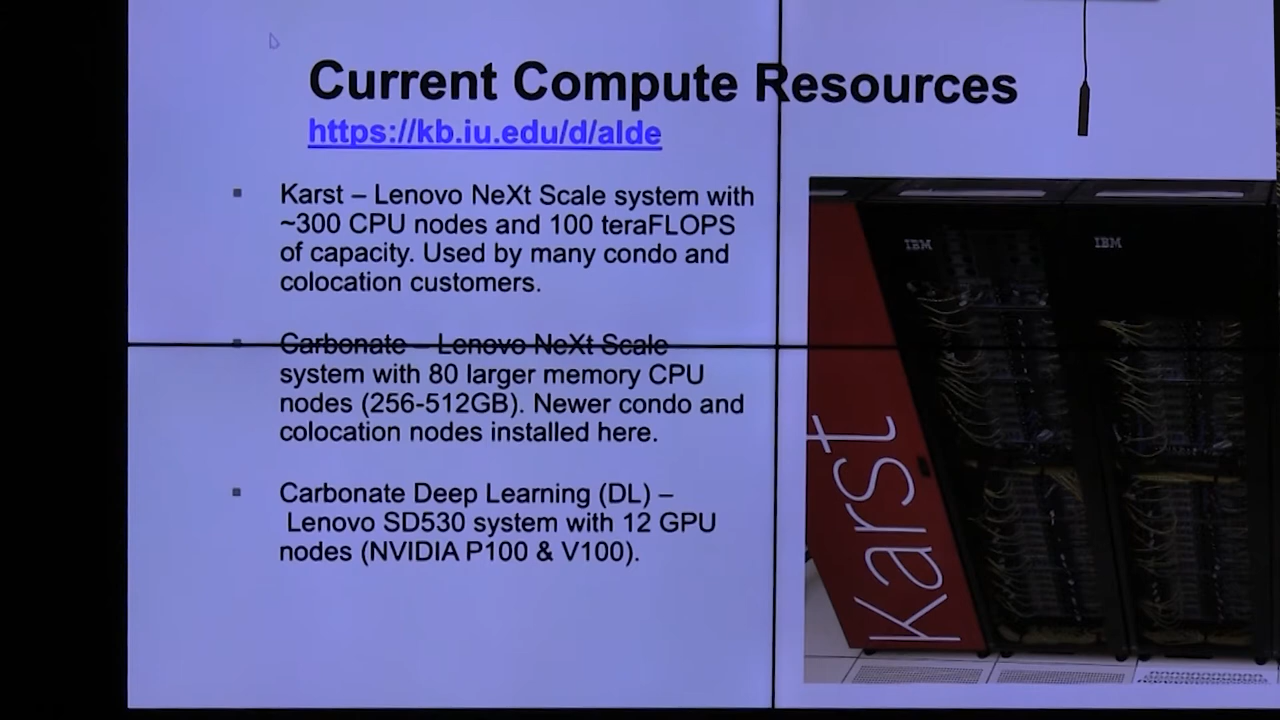 Current Compute Resources
https://kb.iu.edu/d/alde
Karst – Lenovo NeXt Scale system with
~300 CPU nodes and 100 teraFLOPS
of capacity. Used by many condo and
colocation customers.
Carbonate – Lenovo NeXt Scale
system with 80 larger memory CPU
nodes (256-512GB). Newer condo and
colocation nodes installed here.
Carbonate Deep Learning (DL) –
Lenovo SD530 system with 12 GPU
nodes (NVIDIA P100 & V100).
IBM
IBM
Karst